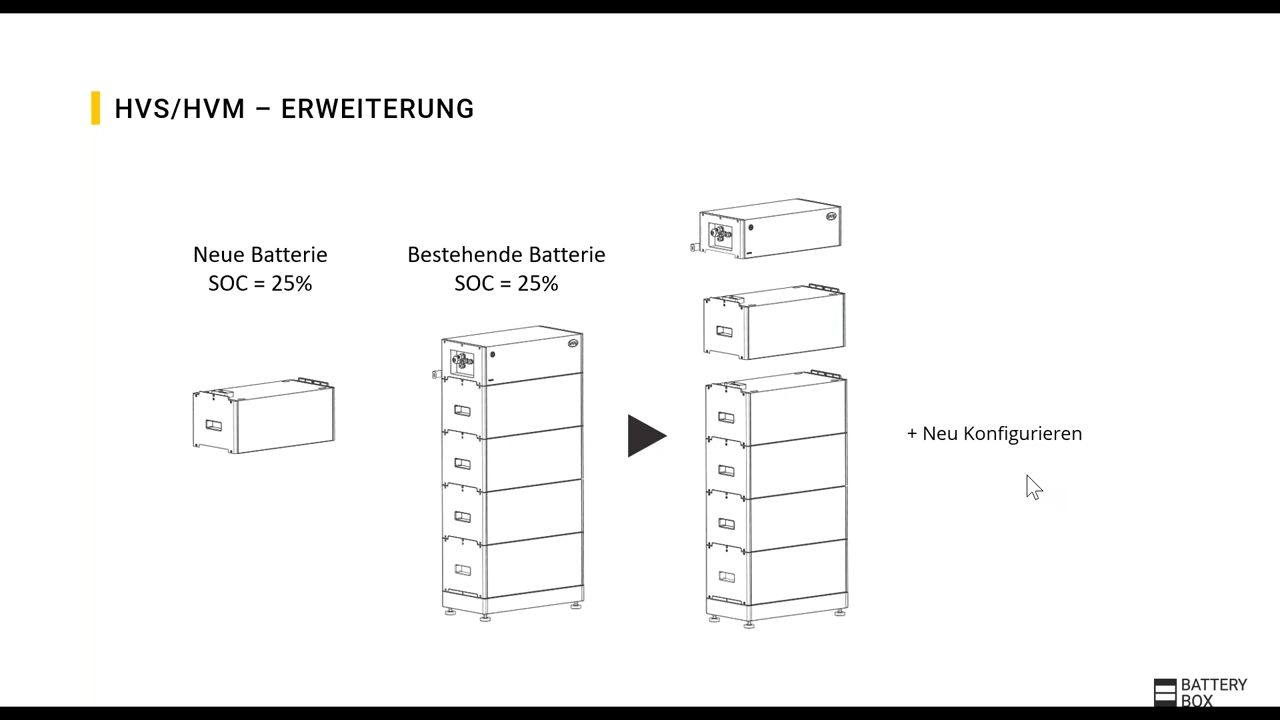 HVS/HVM – ERWEITERUNG
Neue Batterie
SOC = 25%
Bestehende Batterie
SOC = 25%
+ Neu Konfigurieren
BATTERY
BOX